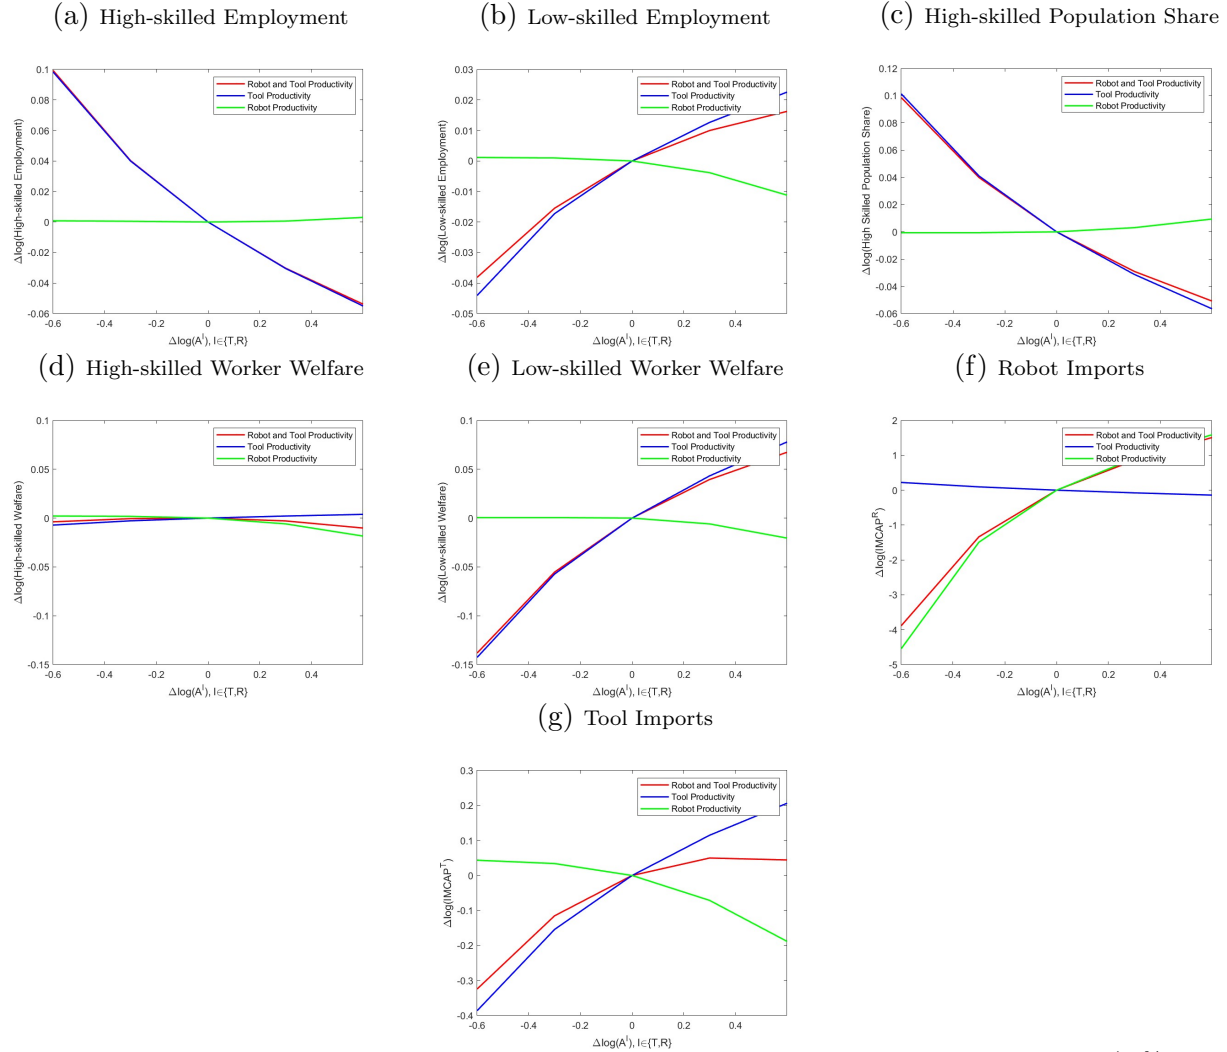 (a) High-skilled Employment
(b) Low-skilled Employment
(c) High-skilled Population Share
0.1
0.08
0.06
0.04
0.02
0
-0.02
-0.04
-0.06
-0.6
-0.4
-0.2
0
0.2
0.4
Δlog(High-skilled Employment)
Δlog(A^I), I∈{T,R}
Robot and Tool Productivity
Tool Productivity
Robot Productivity
0.03
0.02
0.01
0
-0.01
-0.02
-0.03
-0.04
-0.05
-0.6
-0.4
-0.2
0
0.2
0.4
Δlog(Low-skilled Employment)
Δlog(A^I), I∈{T,R}
Robot and Tool Productivity
Tool Productivity
Robot Productivity
0.12
0.1
0.08
0.06
0.04
0.02
0
-0.02
-0.04
-0.06
-0.6
-0.4
-0.2
0
0.2
0.4
Δlog(High Skilled Population Share)
Δlog(A^I), I∈{T,R}
Robot and Tool Productivity
Tool Productivity
Robot Productivity
(d) High-skilled Worker Welfare
(e) Low-skilled Worker Welfare
(f) Robot Imports
0.1
0.05
0
-0.05
-0.1
-0.15
-0.6
-0.4
-0.2
0
0.2
0.4
Δlog(High-skilled Welfare)
Δlog(A^I), I∈{T,R}
Robot and Tool Productivity
Tool Productivity
Robot Productivity
0.1
0.05
0
-0.05
-0.1
-0.15
-0.6
-0.4
-0.2
0
0.2
0.4
Δlog(Low-skilled Welfare)
Δlog(A^I), I∈{T,R}
Robot and Tool Productivity
Tool Productivity
Robot Productivity
2
1
0
-1
-2
-3
-4
-5
-0.6
-0.4
-0.2
0
0.2
0.4
Δlog(IMCAP^R)
Δlog(A^I), I∈{T,R}
Robot and Tool Productivity
Tool Productivity
Robot Productivity
(g) Tool Imports
0.3
0.2
0.1
0
-0.1
-0.2
-0.3
-0.4
-0.6
-0.4
-0.2
0
0.2
0.4
Δlog(IMCAP^T)
Δlog(A^I), I∈{T,R}
Robot and Tool Productivity
Tool Productivity
Robot Productivity